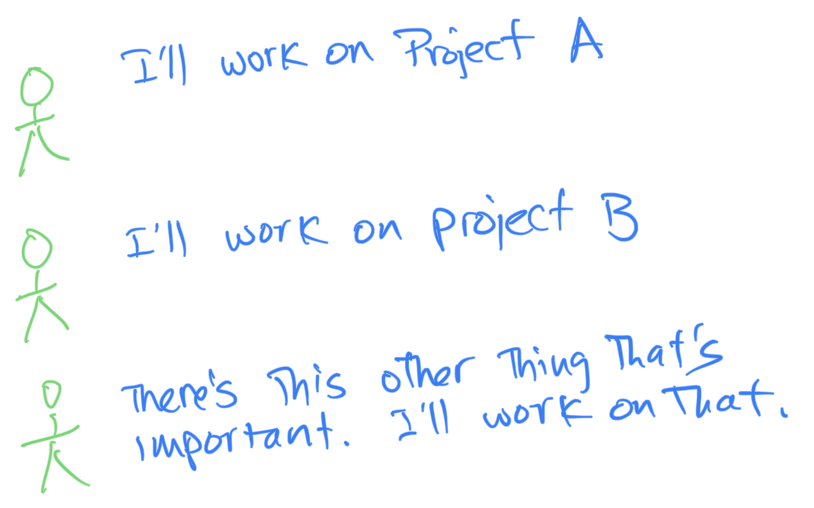 I'll work on Project A
I'll work on project B
There's this other thing that's
important. I'll work on that.